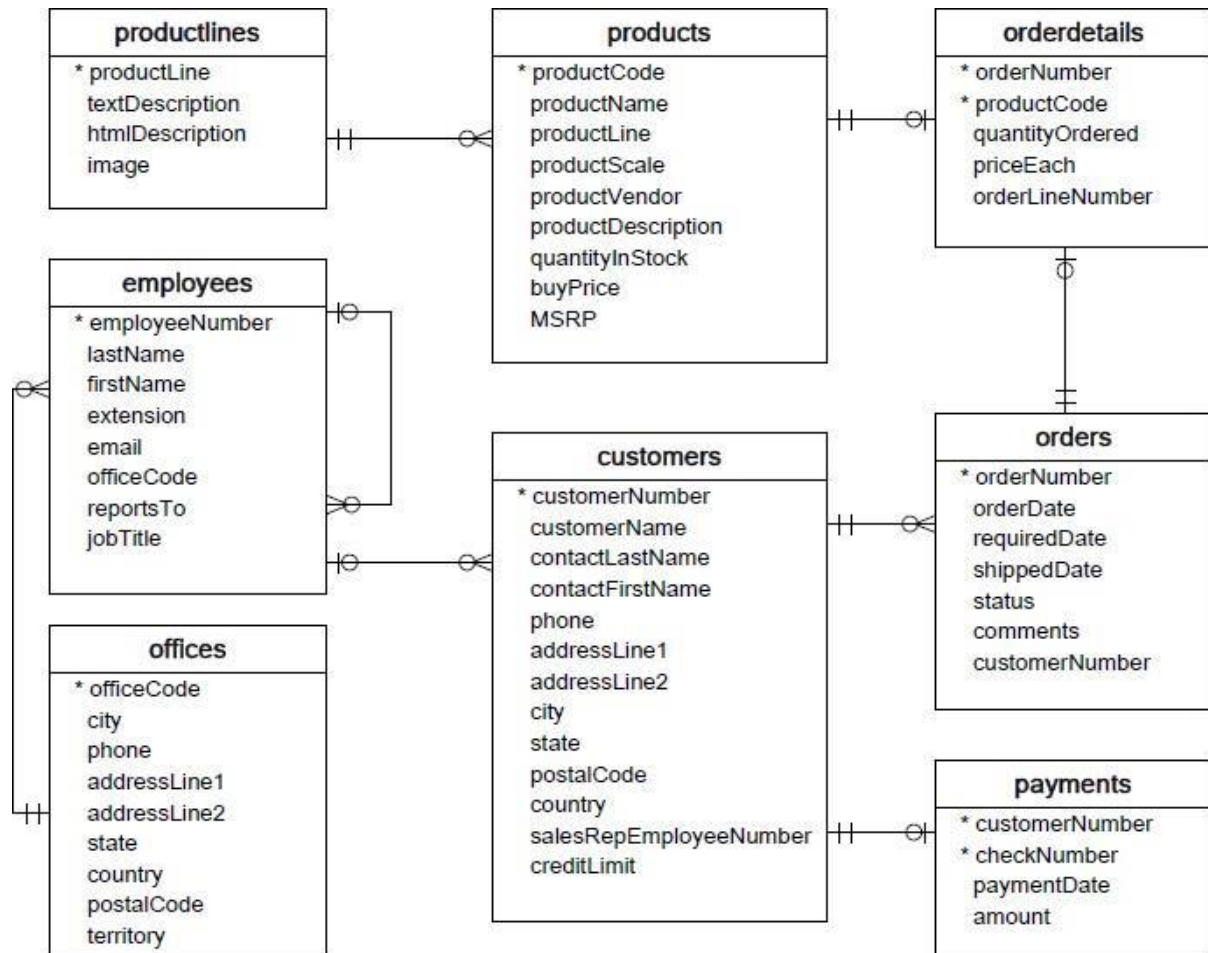 productlines
* productLine
textDescription
htmlDescription
image
products
* productCode
productName
productLine
productScale
productVendor
productDescription
quantityInStock
buyPrice
MSRP
orderdetails
* orderNumber
* productCode
quantityOrdered
priceEach
orderLineNumber
employees
* employeeNumber
lastName
firstName
extension
email
officeCode
reportsTo
jobTitle
customers
* customerNumber
customerName
contactLastName
contactFirstName
phone
addressLine1
addressLine2
city
state
postalCode
country
salesRepEmployeeNumber
creditLimit
orders
* orderNumber
orderDate
requiredDate
shippedDate
status
comments
customerNumber
offices
* officeCode
city
phone
addressLine1
addressLine2
state
country
postalCode
territory
payments
* customerNumber
* checkNumber
paymentDate
amount